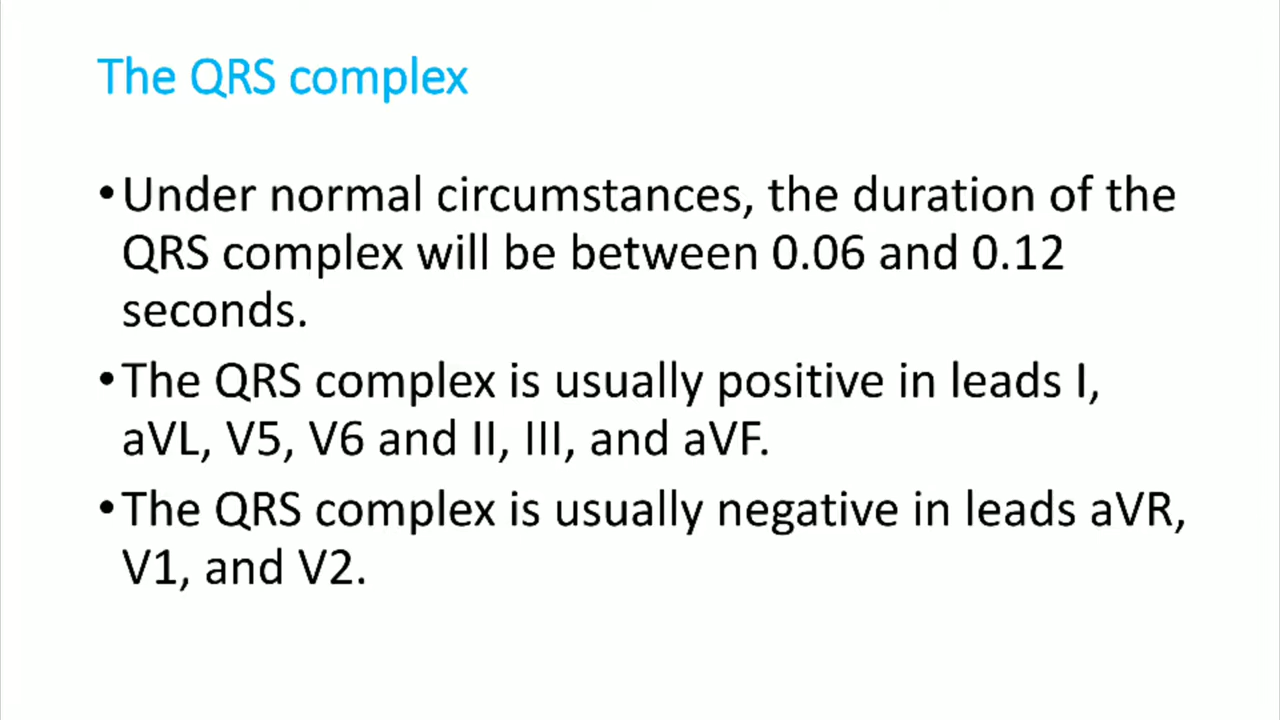 The QRS complex
•Under normal circumstances, the duration of the
QRS complex will be between 0.06 and 0.12
seconds.
•The QRS complex is usually positive in leads I,
aVL, V5, V6 and II, III, and aVF.
•The QRS complex is usually negative in leads aVR,
V1, and V2.